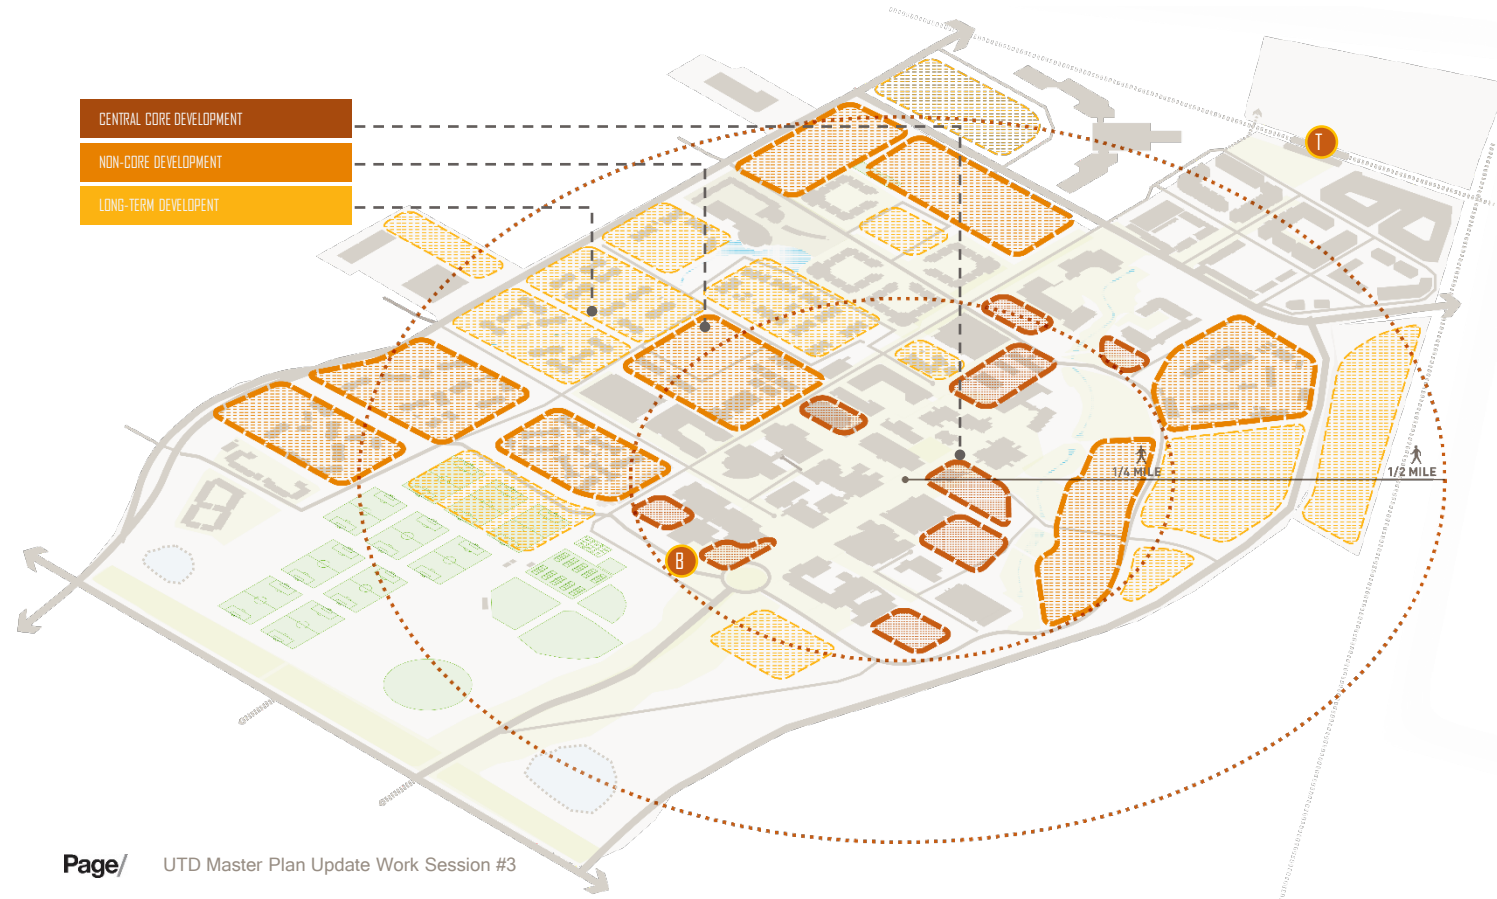 CENTRAL CORE DEVELOPMENT
NON-CORE DEVELOPMENT
LONG-TERM DEVELOPENT
T
1/4 MILE
1/2 MILE
B
Page/
UTD Master Plan Update Work Session #3